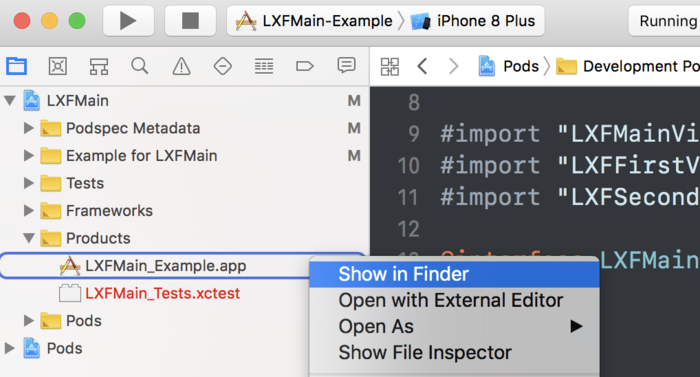 LXFMain-Example
iPhone 8 Plus
Running
LXFMain M
Podspec Metadata
Example for LXFMain M
Tests
Frameworks
Products
LXFMain_Example.app
LXFMain_Tests.xctest
Pods
Pods
Pods
Development Po
8
9 #import "LXFMainVi
10 #import "LXFFirstV
11 #import "LXFSecond
12
LXFMain
Show in Finder
Open with External Editor
Open As
Show File Inspector